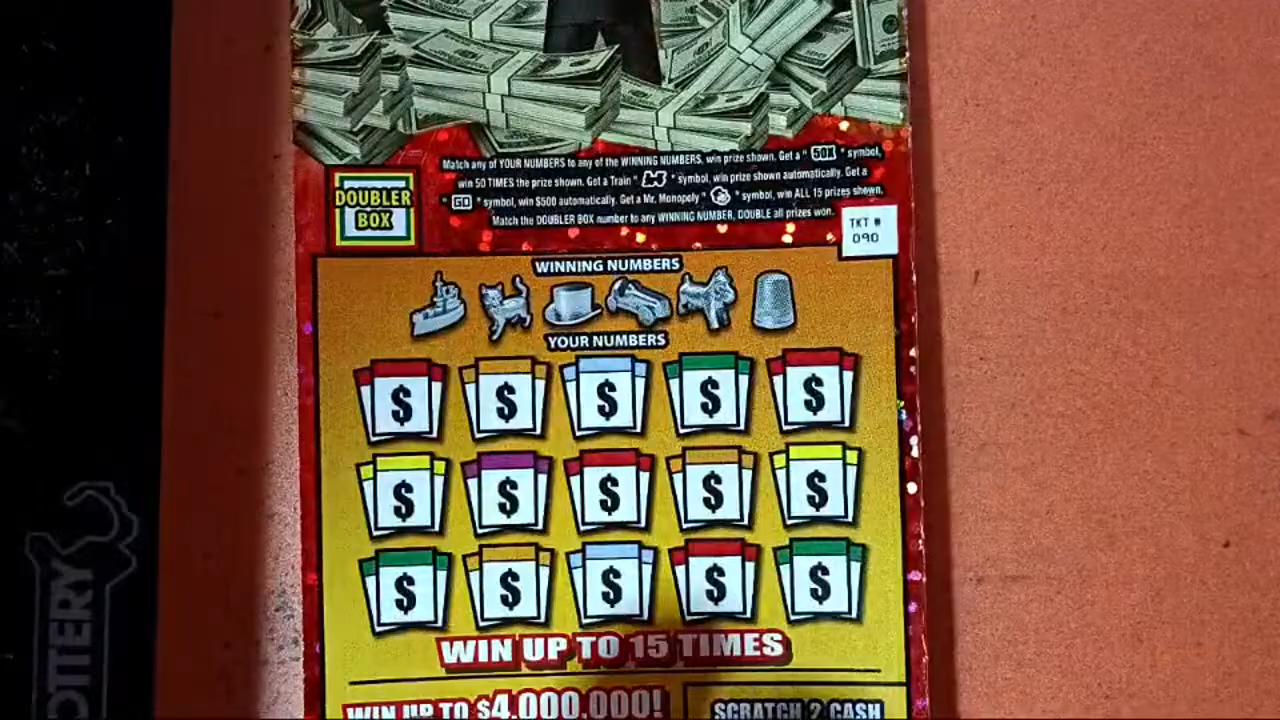 Match any of YOUR NUMBERS to any of the WINNING NUMBERS, win prize shown. Get a " 50X " symbol,
win 50 TIMES the prize shown. Get a Train " " symbol, win prize shown automatically. Get a
" GO " symbol, win $500 automatically. Get a Mr. Monopoly " " symbol, win ALL 15 prizes shown.
Match the DOUBLER BOX number to any WINNING NUMBER, DOUBLE all prizes won.
DOUBLER
BOX
TKT #
090
WINNING NUMBERS
YOUR NUMBERS
$ $ $ $ $
$ $ $ $ $
$ $ $ $ $
WIN UP TO 15 TIMES
WIN UP TO $4,000,000!
SCRATCH 2 CASH